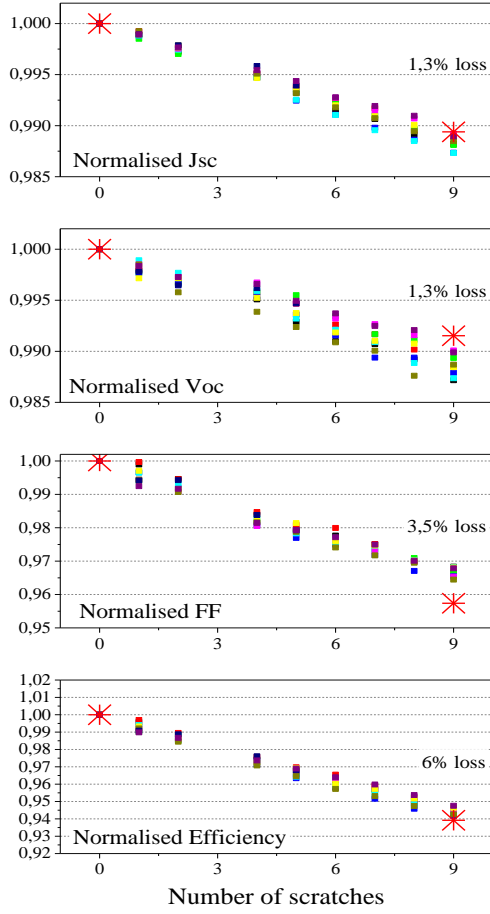 1,000
0,995
0,990
0,985
1,3% loss
Normalised Jsc
0 3 6 9
1,000
0,995
0,990
0,985
1,3% loss
Normalised Voc
0 3 6 9
1,00
0,99
0,98
0,97
0,96
0,95
3,5% loss
Normalised FF
0 3 6 9
1,02
1,01
1,00
0,99
0,98
0,97
0,96
0,95
0,94
0,93
0,92
6% loss
Normalised Efficiency
0 3 6 9
Number of scratches